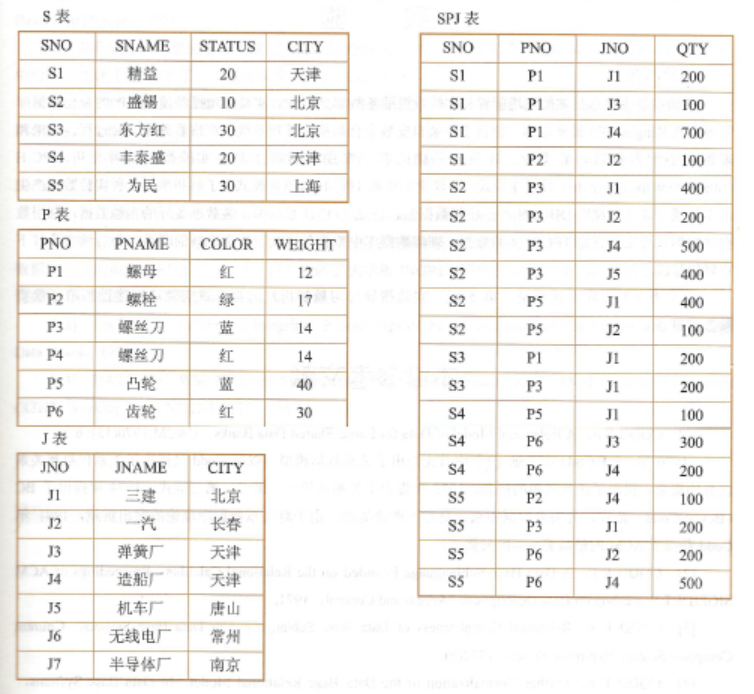 S 表
SNO SNAME STATUS CITY
S1 精益 20 天津
S2 盛锡 10 北京
S3 东方红 30 北京
S4 丰泰盛 20 天津
S5 为民 30 上海
P 表
PNO PNAME COLOR WEIGHT
P1 螺母 红 12
P2 螺栓 绿 17
P3 螺丝刀 蓝 14
P4 螺丝刀 红 14
P5 凸轮 蓝 40
P6 齿轮 红 30
J 表
JNO JNAME CITY
J1 三建 北京
J2 一汽 长春
J3 弹簧厂 天津
J4 造船厂 天津
J5 机车厂 唐山
J6 无线电厂 常州
J7 半导体厂 南京
SPJ 表
SNO PNO JNO QTY
S1 P1 J1 200
S1 P1 J3 100
S1 P1 J4 700
S1 P2 J2 100
S2 P3 J1 400
S2 P3 J2 200
S2 P3 J4 500
S2 P3 J5 400
S2 P5 J1 400
S2 P5 J2 100
S3 P1 J1 200
S3 P3 J1 200
S4 P5 J1 100
S4 P6 J3 300
S4 P6 J4 200
S5 P2 J4 100
S5 P3 J1 200
S5 P6 J2 200
S5 P6 J4 500